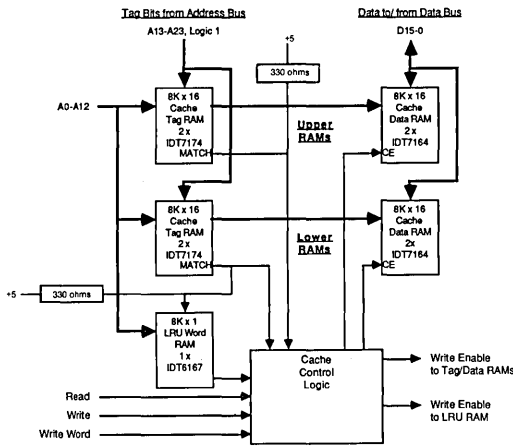 Tag Bits from Address Bus
Data to/ from Data Bus
A13-A23, Logic 1
+5
D15-0
330 ohms
A0-A12
8K x 16
Cache
Tag RAM
2 x
IDT7174
MATCH
Upper
RAMs
8K x 16
Cache
Data RAM
2 x
IDT7164
CE
8K x 16
Cache
Tag RAM
2 x
IDT7174
MATCH
Lower
RAMs
8K x 16
Cache
Data RAM
2x
IDT7164
CE
+5
330 ohms
8K x 1
LRU Word
RAM
1 x
IDT6167
Cache
Control
Logic
Write Enable
to Tag/Data RAMs
Read
Write
Write Word
Write Enable
to LRU RAM